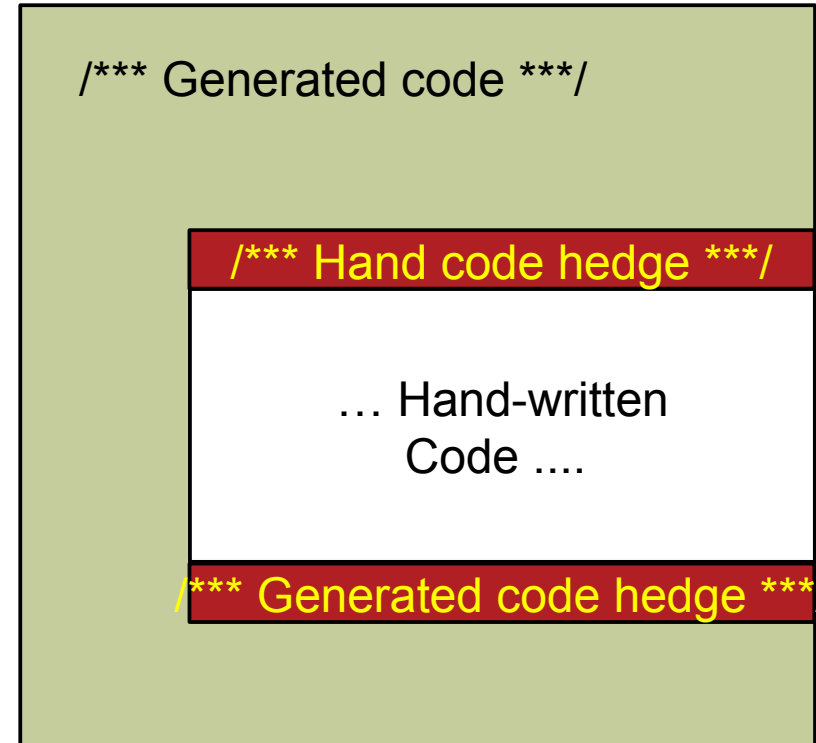 /*** Generated code ***/
/*** Hand code hedge ***/
… Hand-written
Code ....
/*** Generated code hedge ***/